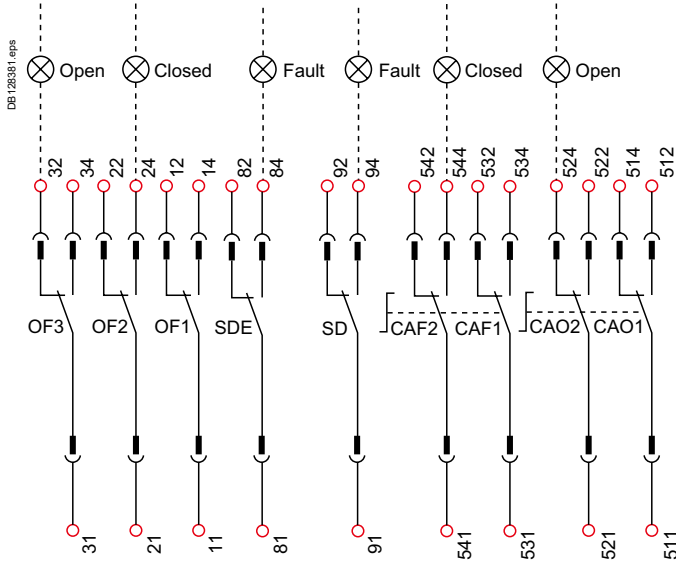 DB128381.eps
Open
Closed
Fault
Fault
Closed
Open
32
34
22
24
12
14
82
84
92
94
542
544
532
534
524
522
514
512
OF3
OF2
OF1
SDE
SD
CAF2
CAF1
CAO2
CAO1
31
21
11
81
91
541
531
521
511